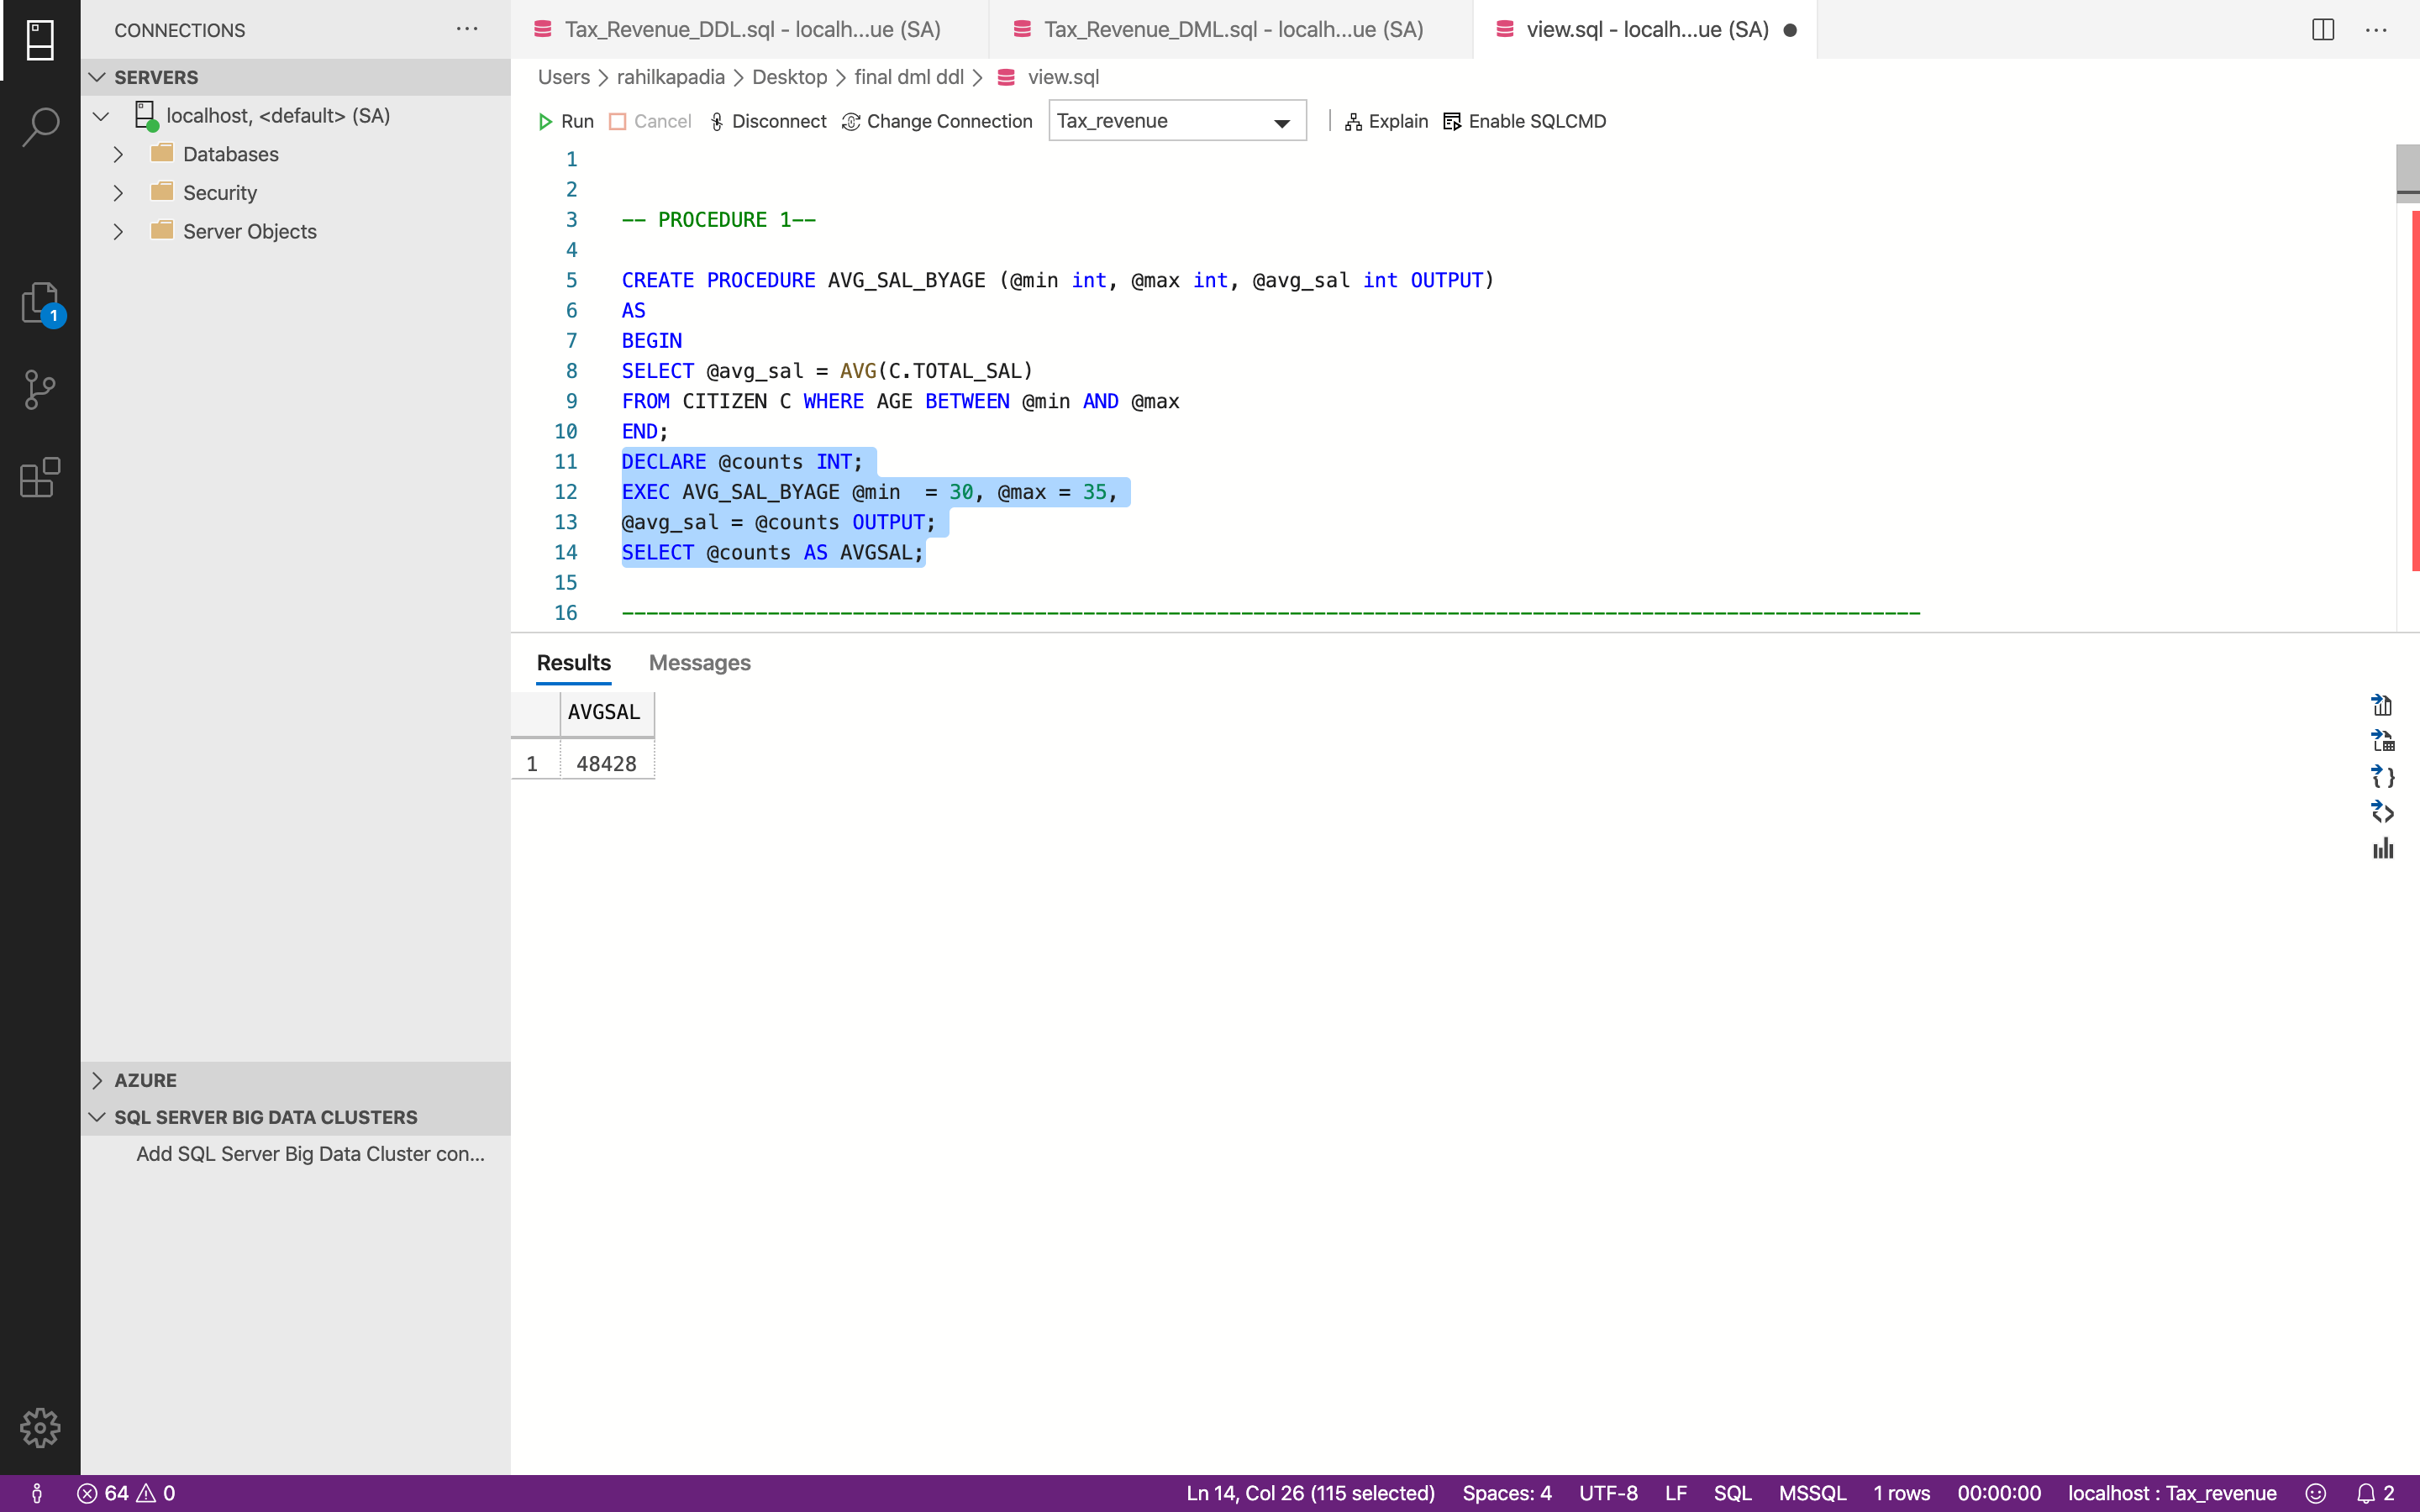 CONNECTIONS
SERVERS
localhost, <default> (SA)
Databases
Security
Server Objects
1
AZURE
SQL SERVER BIG DATA CLUSTERS
Add SQL Server Big Data Cluster con...
Tax_Revenue_DDL.sql - localh...ue (SA)
Tax_Revenue_DML.sql - localh...ue (SA)
view.sql - localh...ue (SA)
Users > rahilkapadia > Desktop > final dml ddl > view.sql
Run Cancel Disconnect Change Connection Tax_revenue Explain Enable SQLCMD
1
2
3 -- PROCEDURE 1--
4
5 CREATE PROCEDURE AVG_SAL_BYAGE (@min int, @max int, @avg_sal int OUTPUT)
6 AS
7 BEGIN
8 SELECT @avg_sal = AVG(C.TOTAL_SAL)
9 FROM CITIZEN C WHERE AGE BETWEEN @min AND @max
10 END;
11 DECLARE @counts INT;
12 EXEC AVG_SAL_BYAGE @min  = 30, @max = 35,
13 @avg_sal = @counts OUTPUT;
14 SELECT @counts AS AVGSAL;
15
16 -----------------------------------------------------------------------------------------------------------
Results Messages
AVGSAL
1 48428
64 0
Ln 14, Col 26 (115 selected) Spaces: 4 UTF-8 LF SQL MSSQL 1 rows 00:00:00 localhost : Tax_revenue 2